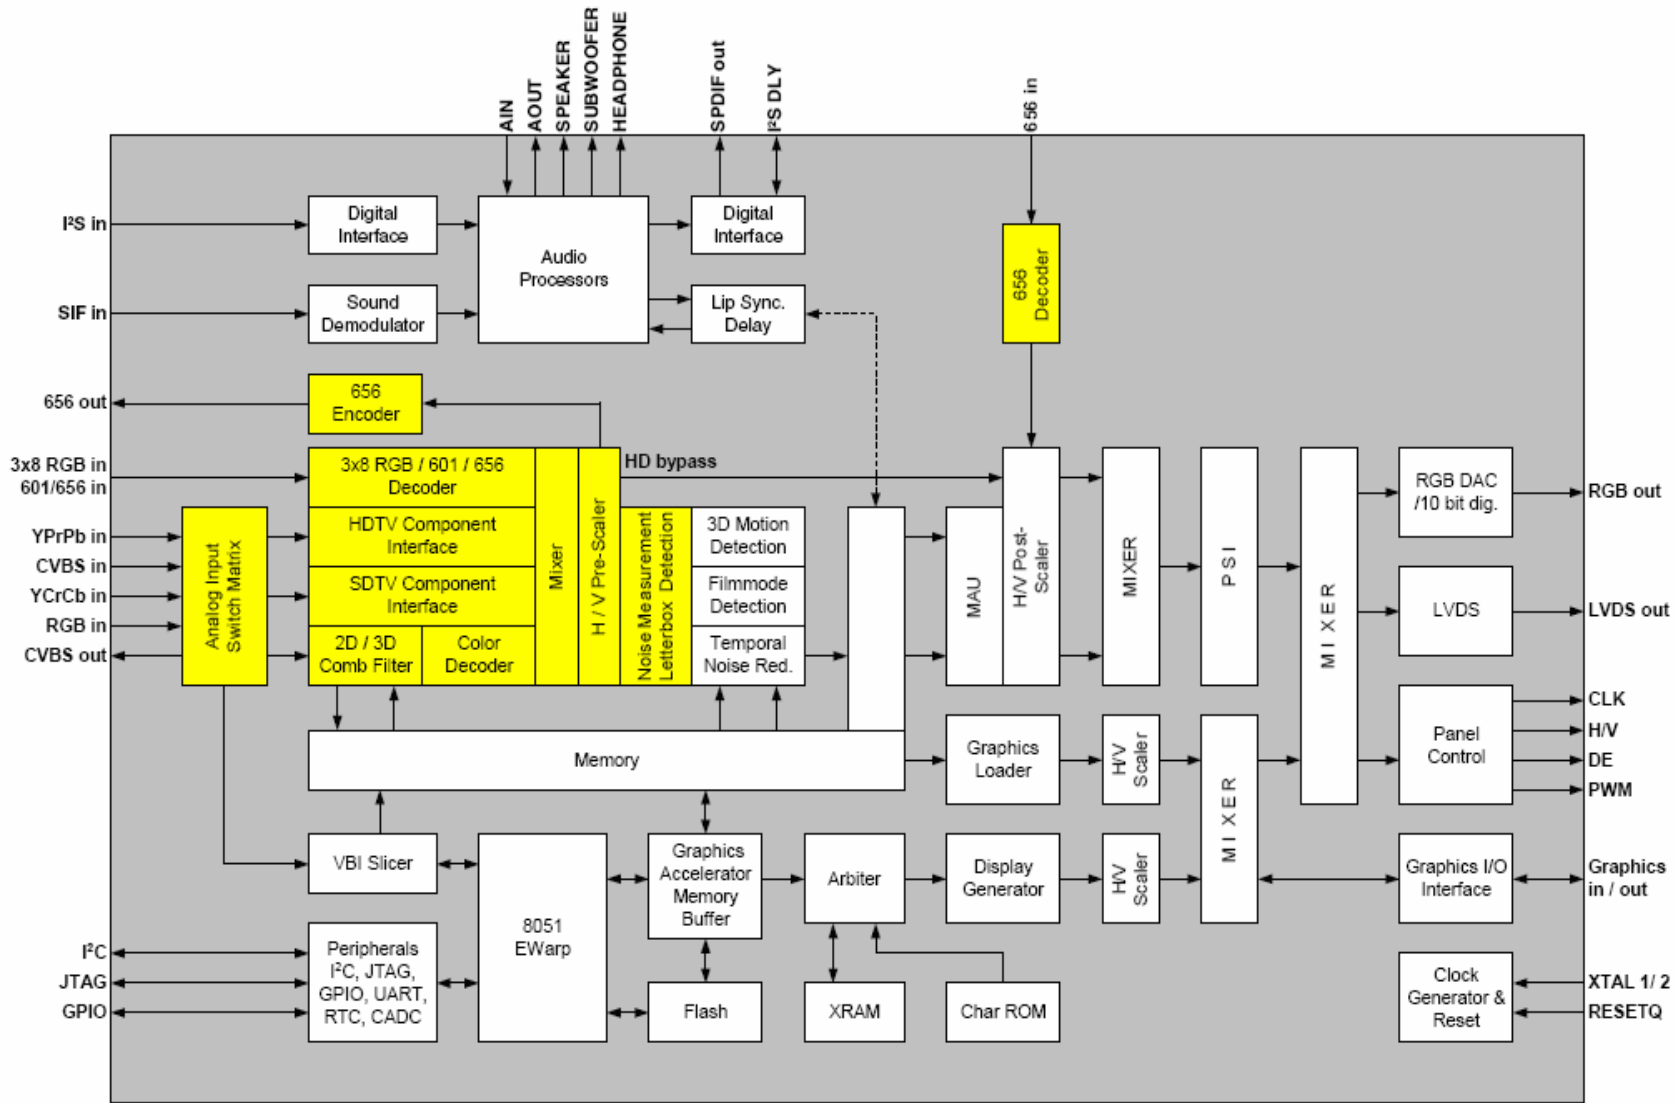 AIN
AOUT
SPEAKER
SUBWOOFER
HEADPHONE
SPDIF out
I²S DLY
656 in
I²S in
Digital
Interface
Audio
Processors
Digital
Interface
656
Decoder
SIF in
Sound
Demodulator
Lip Sync.
Delay
656 out
656
Encoder
3x8 RGB in
601/656 in
3x8 RGB / 601 / 656
Decoder
HD bypass
YPrPb in
CVBS in
YCrCb in
RGB in
CVBS out
Analog Input
Switch Matrix
HDTV Component
Interface
SDTV Component
Interface
2D / 3D
Comb Filter
Color
Decoder
Mixer
H / V Pre-Scaler
Noise Measurement
Letterbox Detection
3D Motion
Detection
Filmmode
Detection
Temporal
Noise Red.
MAU
H/V Post-
Scaler
MIXER
PSI
MIXER
RGB DAC
/10 bit dig.
RGB out
LVDS
LVDS out
Panel
Control
CLK
H/V
DE
PWM
Memory
Graphics
Loader
H/V
Scaler
MIXER
VBI Slicer
8051
EWarp
Graphics
Accelerator
Memory
Buffer
Arbiter
Display
Generator
H/V
Scaler
Graphics I/O
Interface
Graphics
in / out
I²C
JTAG
GPIO
Peripherals
I²C, JTAG,
GPIO, UART,
RTC, CADC
Flash
XRAM
Char ROM
Clock
Generator &
Reset
XTAL 1/ 2
RESETQ